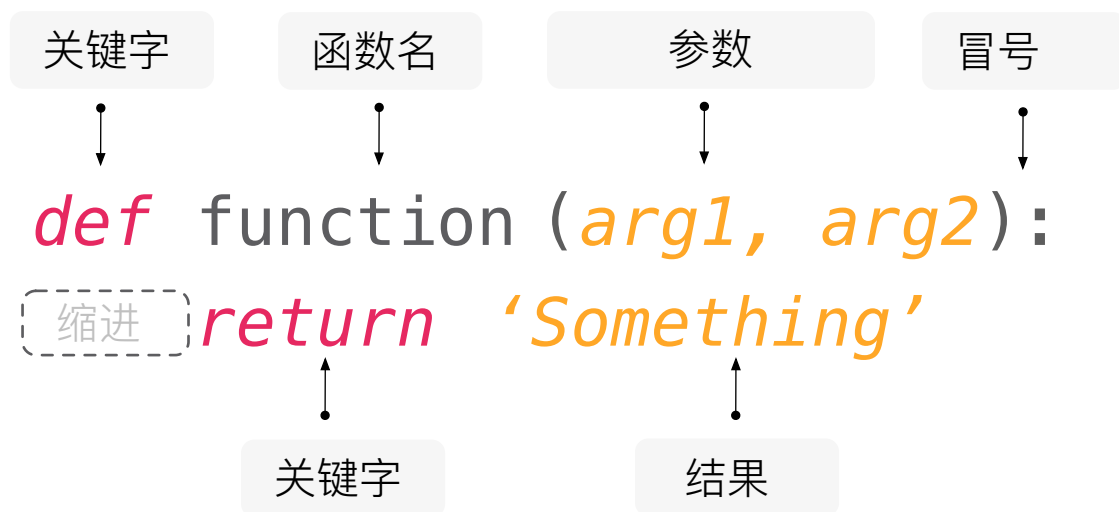 关键字 函数名 参数 冒号
def function (arg1, arg2):
缩进 return ‘Something’
关键字 结果